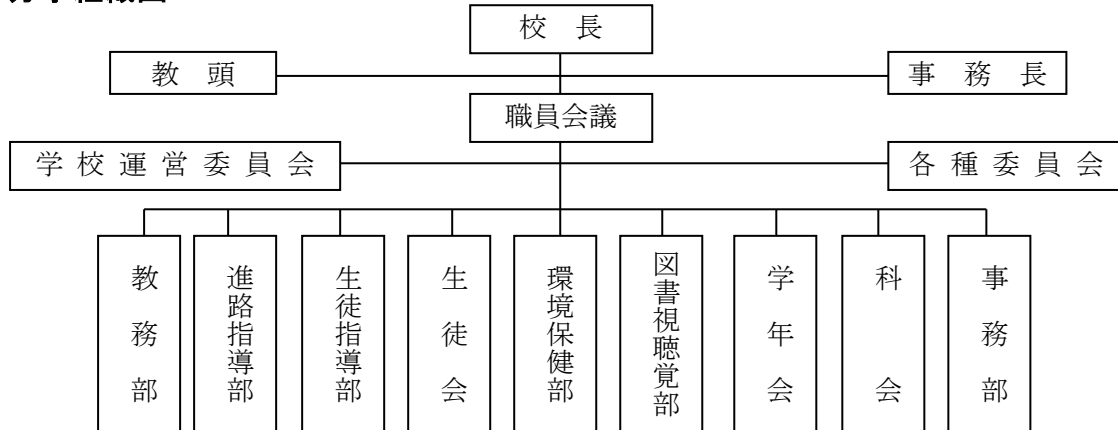 校長
教頭
事務長
職員会議
学校運営委員会
各種委員会
教務部
進路指導部
生徒指導部
生徒会
環境保健部
図書視聴覚部
学年会
科会
事務部